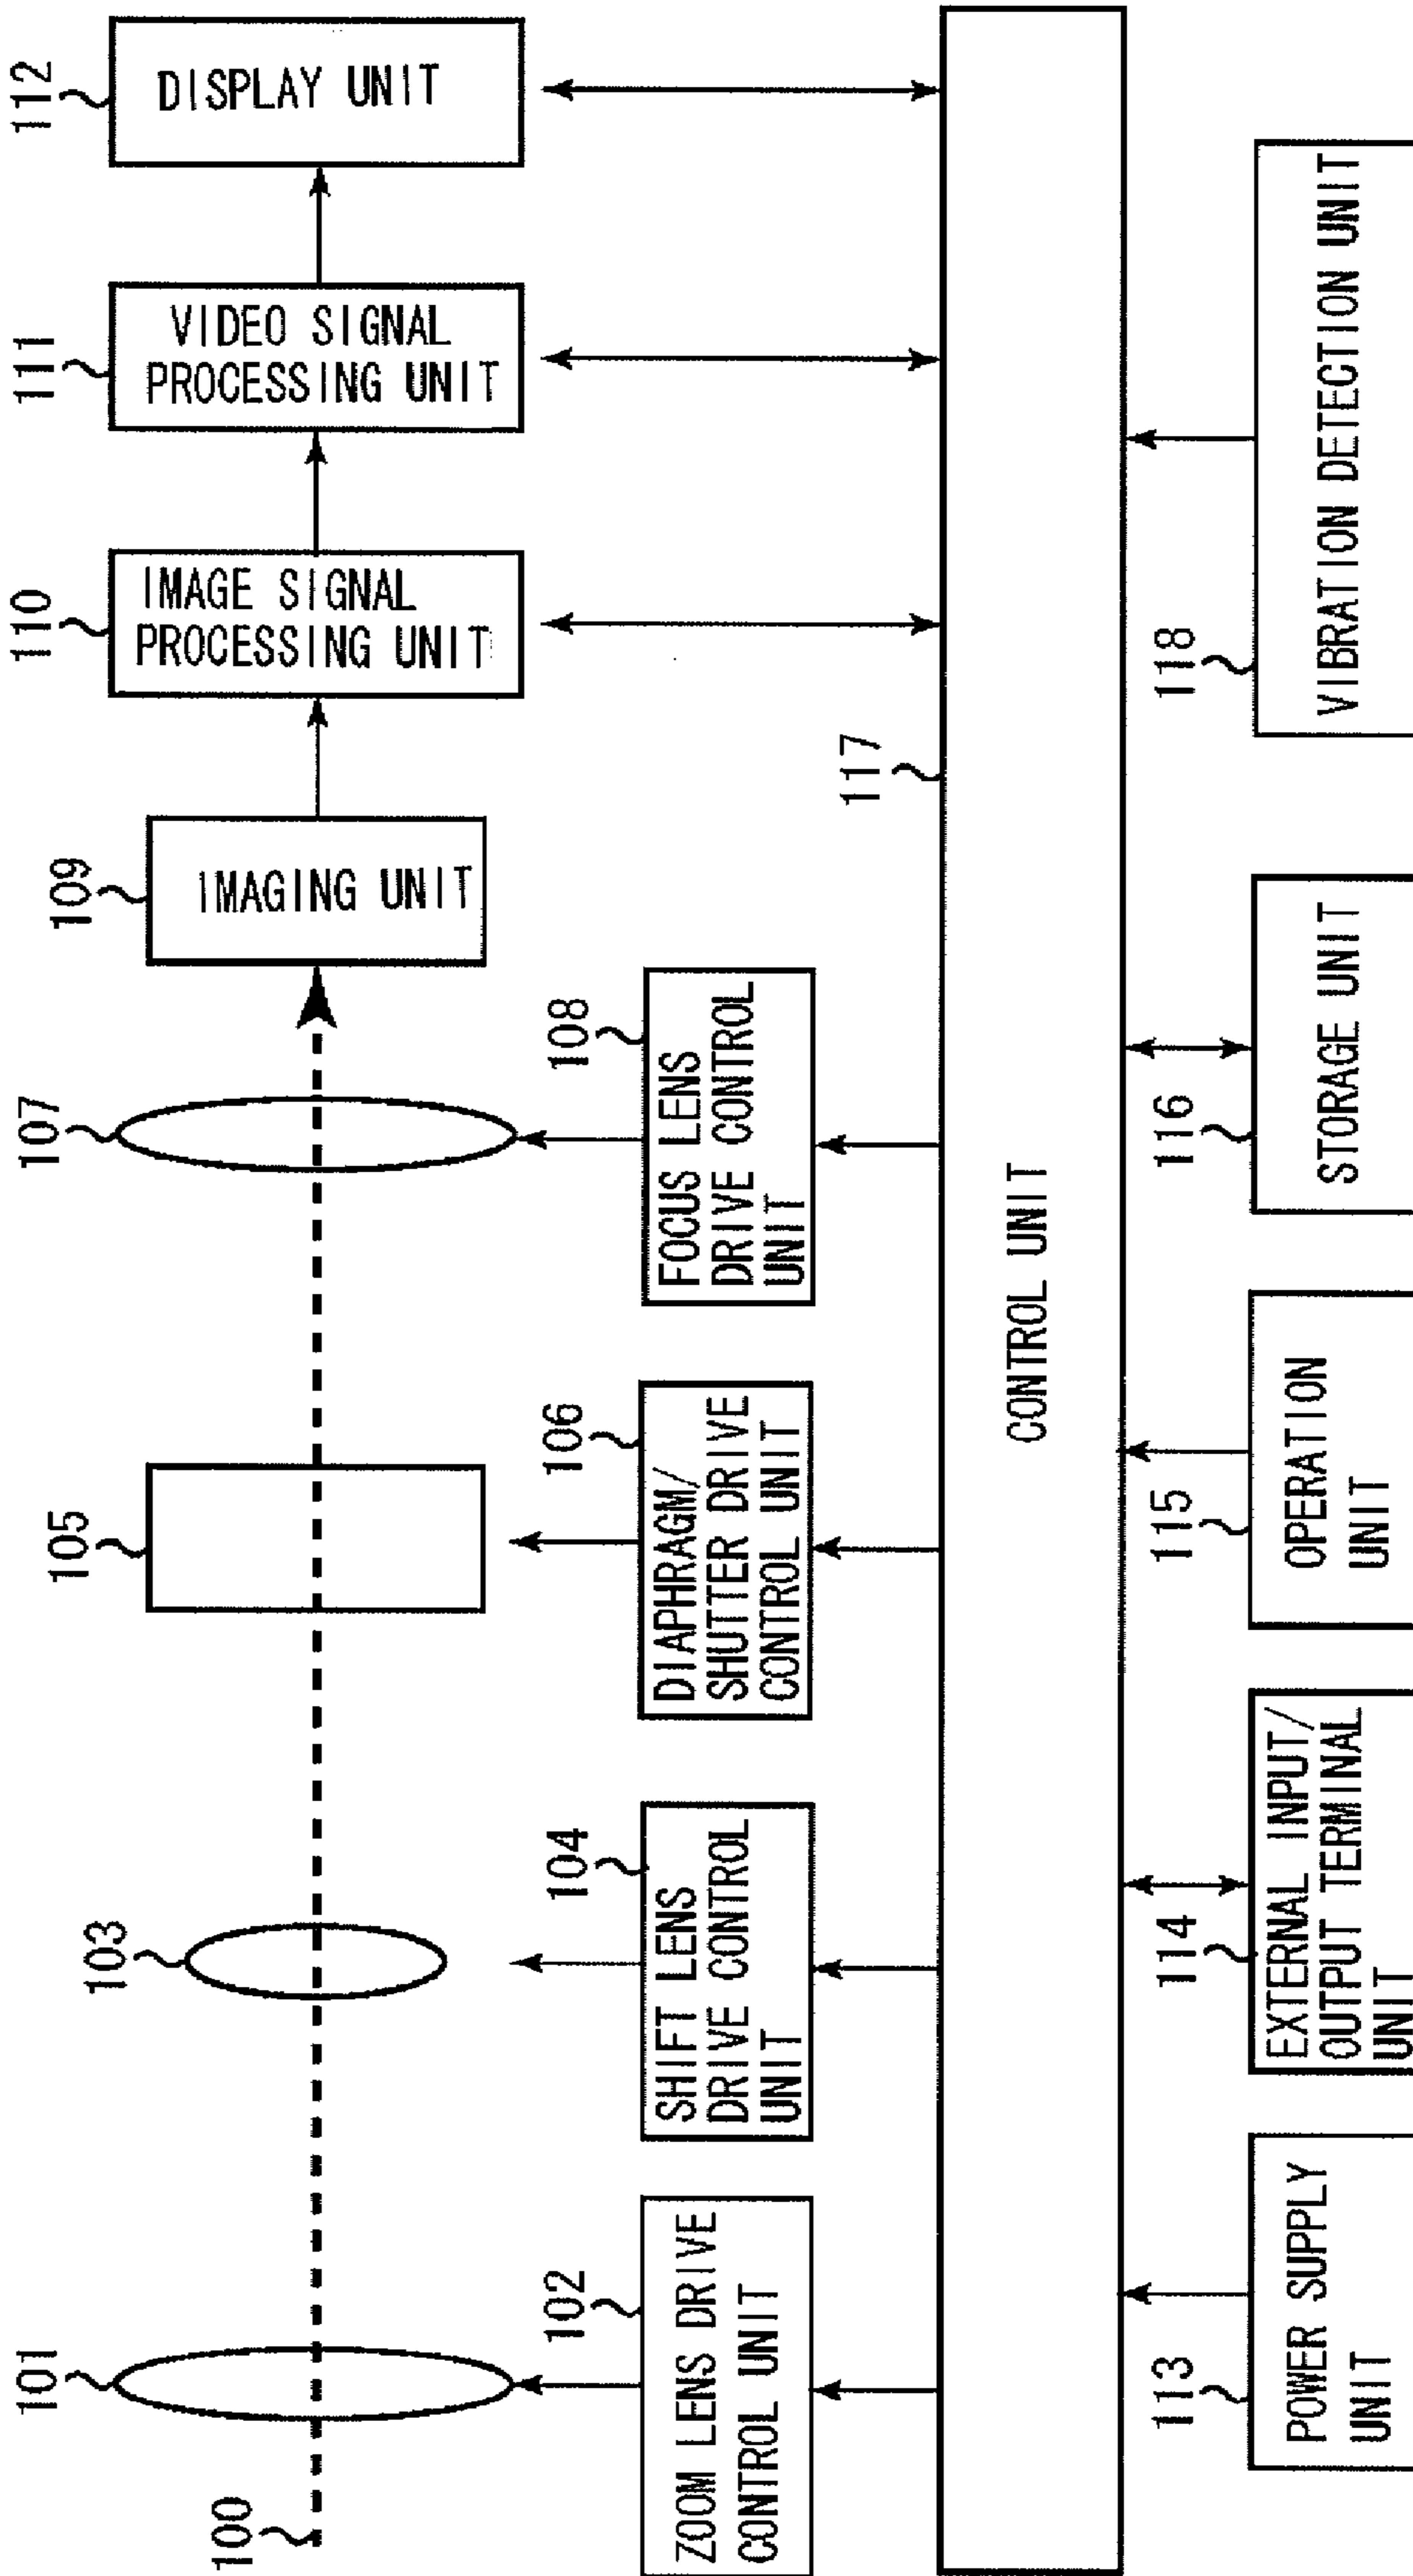 100
101
103
105
107
109
IMAGING UNIT
110
IMAGE SIGNAL
PROCESSING UNIT
111
VIDEO SIGNAL
PROCESSING UNIT
112
DISPLAY UNIT
102
ZOOM LENS DRIVE
CONTROL UNIT
104
SHIFT LENS
DRIVE CONTROL
UNIT
106
DIAPHRAGM/
SHUTTER DRIVE
CONTROL UNIT
108
FOCUS LENS
DRIVE CONTROL
UNIT
117
CONTROL UNIT
113
POWER SUPPLY
UNIT
114
EXTERNAL INPUT/
OUTPUT TERMINAL
UNIT
115
OPERATION
UNIT
116
STORAGE UNIT
118
VIBRATION DETECTION UNIT